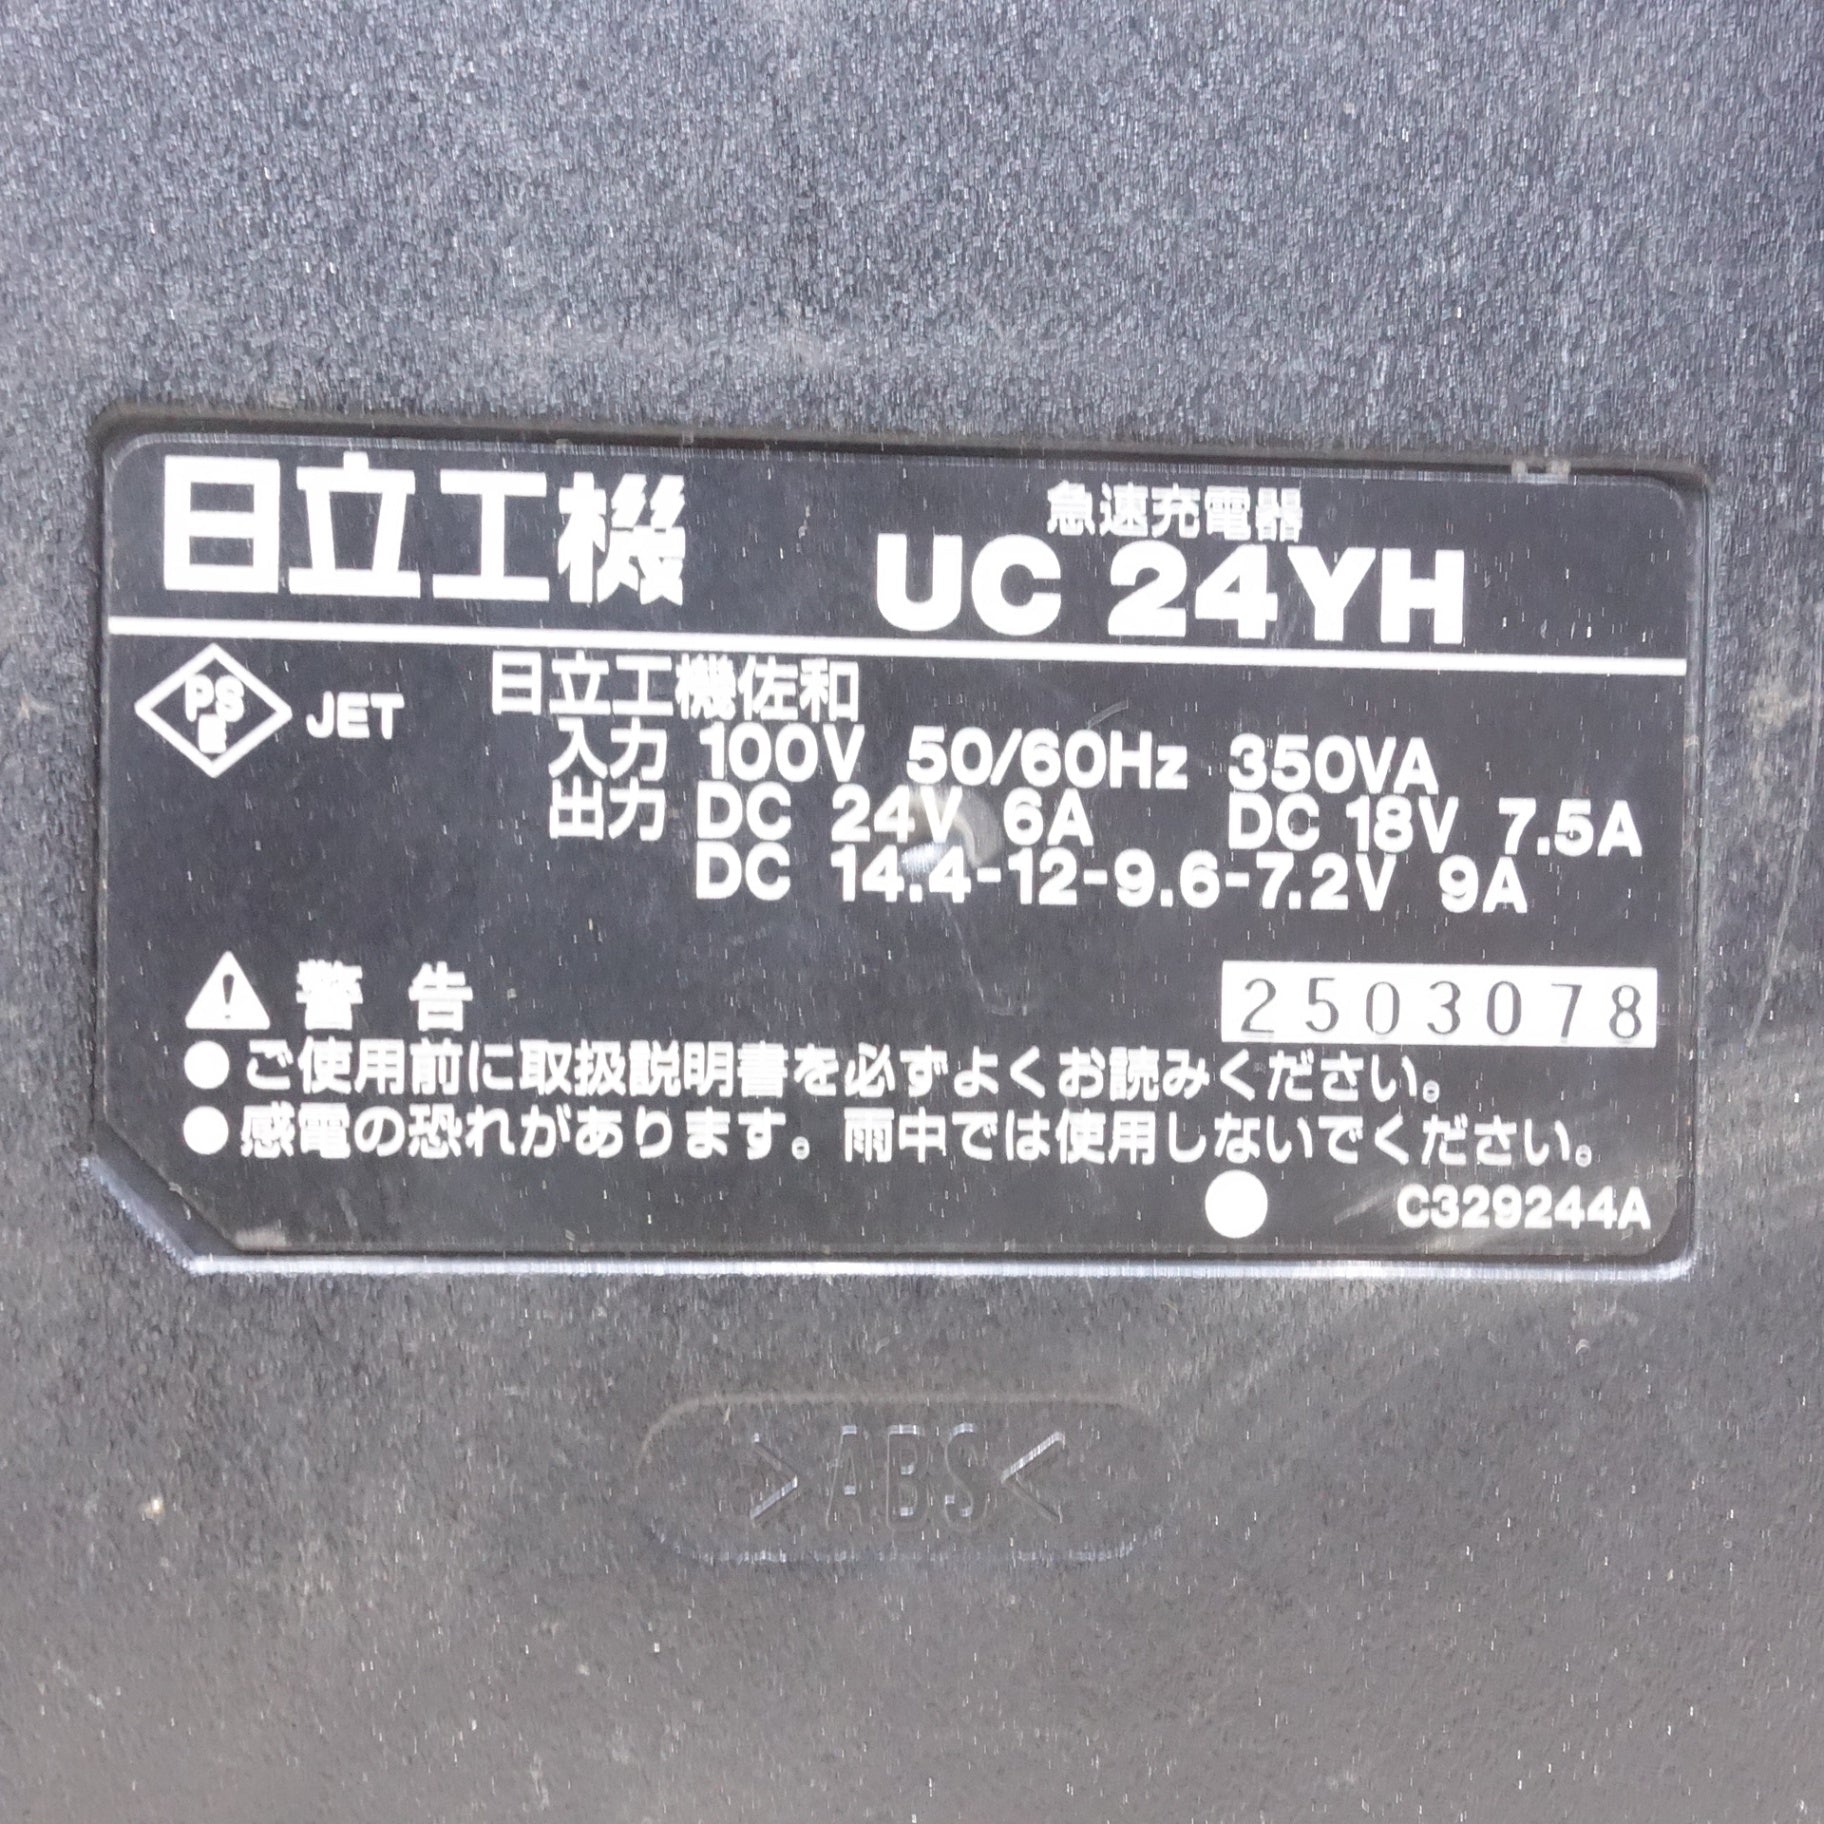 日立工機
急速充電器
UC 24YH
PS
E
JET
日立工機佐和
入力 100V 50/60Hz 350VA
出力 DC 24V 6A DC 18V 7.5A
DC 14.4-12-9.6-7.2V 9A
警告
2503078
●ご使用前に取扱説明書を必ずよくお読みください。
●感電の恐れがあります。雨中では使用しないでください。
C329244A
>ABS<